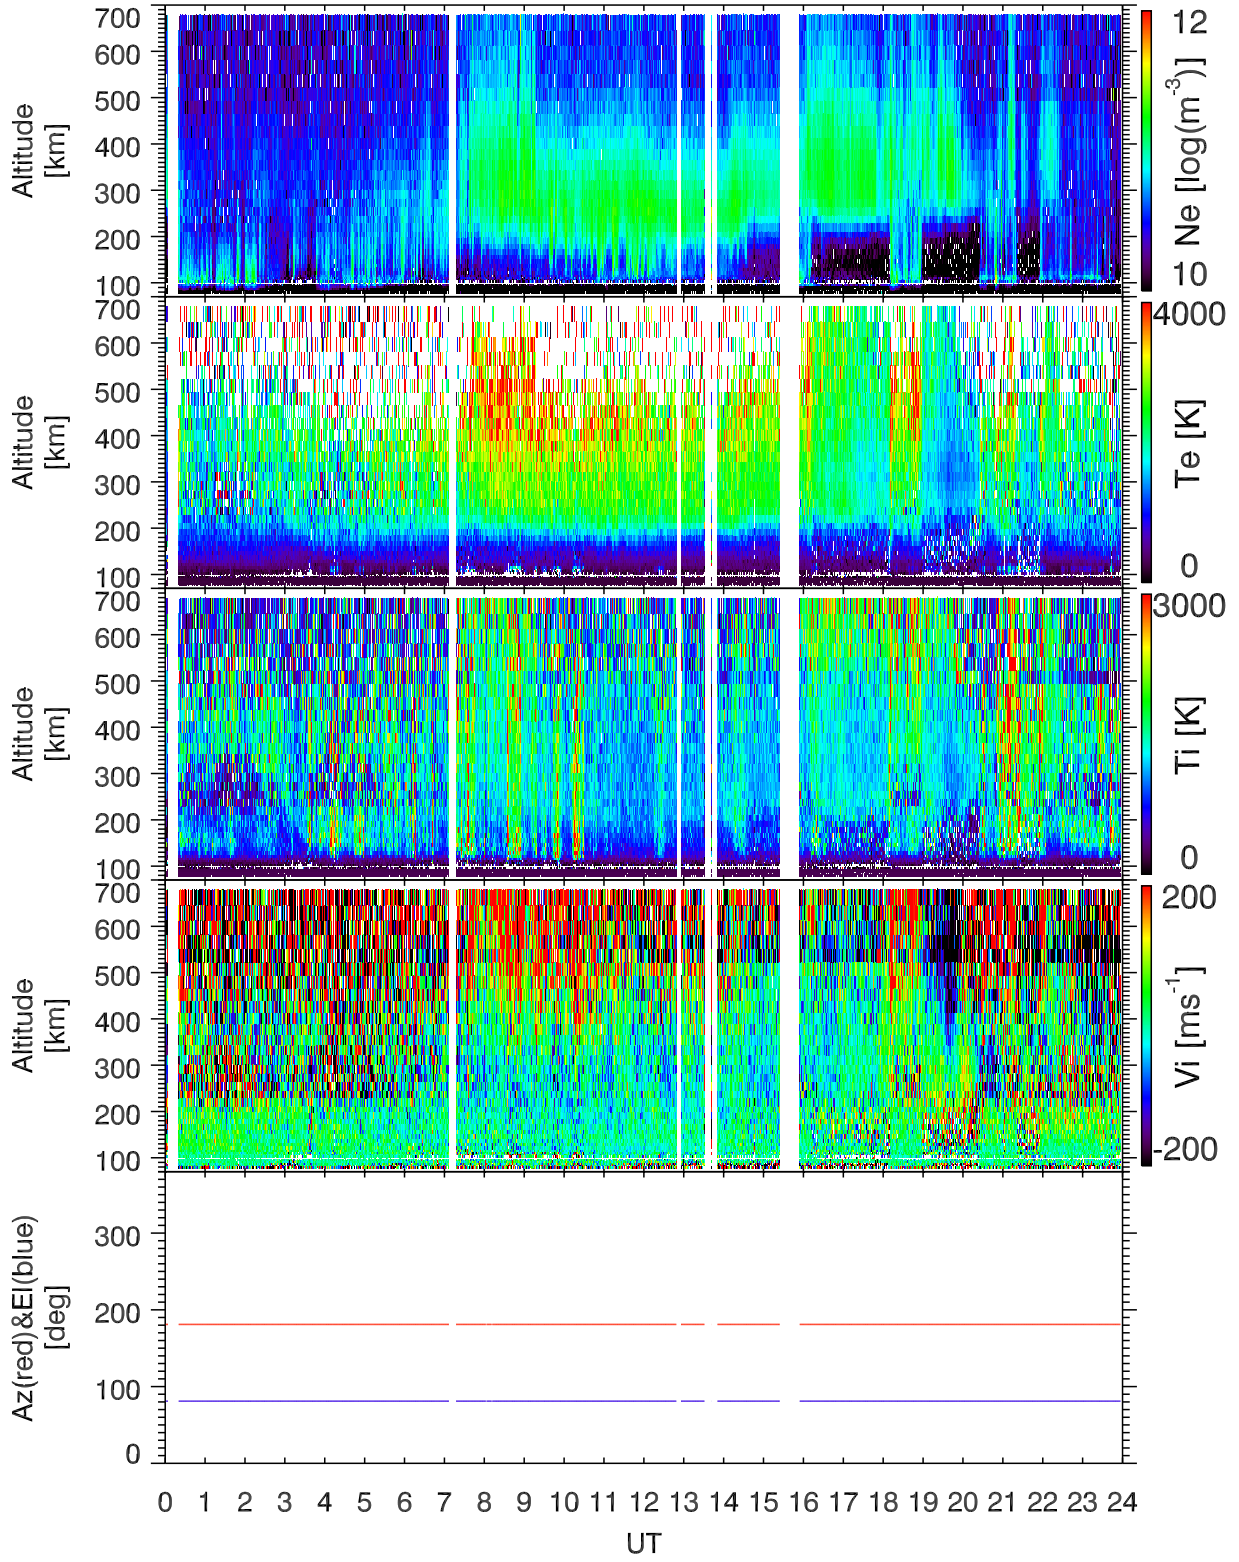 700
600
500
400
300
200
100
Altitude
[km]
12
10
Ne [log(m⁻³)]
700
600
500
400
300
200
100
Altitude
[km]
4000
0
Te [K]
700
600
500
400
300
200
100
Altitude
[km]
3000
0
Ti [K]
700
600
500
400
300
200
100
Altitude
[km]
200
-200
Vi [ms⁻¹]
300
200
100
0
Az(red)&El(blue)
[deg]
0 1 2 3 4 5 6 7 8 9 10 11 12 13 14 15 16 17 18 19 20 21 22 23 24
UT